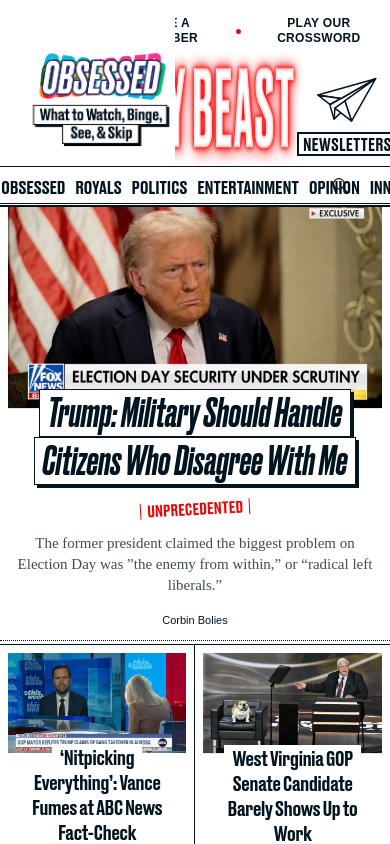 E A
BER
PLAY OUR
CROSSWORD
OBSESSED
What to Watch, Binge,
See, & Skip
Y BEAST
NEWSLETTERS
OBSESSED ROYALS POLITICS ENTERTAINMENT OPINION INN
EXCLUSIVE
FOX
NEWS
ELECTION DAY SECURITY UNDER SCRUTINY
Trump: Military Should Handle
Citizens Who Disagree With Me
UNPRECEDENTED
The former president claimed the biggest problem on
Election Day was ”the enemy from within,” or “radical left
liberals.”
Corbin Bolies
this week
GOP MAYOR REFUTES TRUMP CLAIMS OF GANG TAKEOVER IN AURORA
abc
‘Nitpicking
Everything’: Vance
Fumes at ABC News
Fact-Check
West Virginia GOP
Senate Candidate
Barely Shows Up to
Work